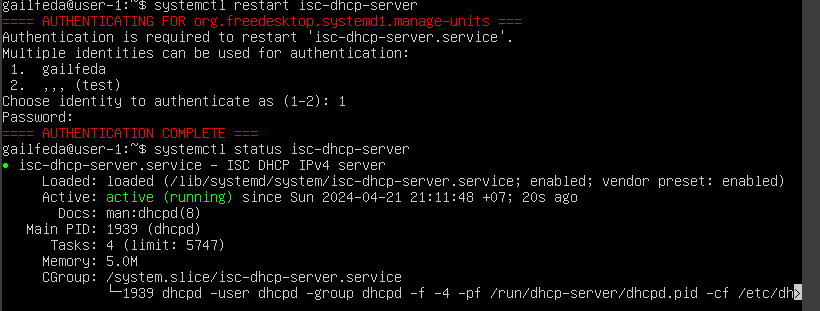 gailfeda@user-1:~$ systemctl restart isc-dhcp-server
==== AUTHENTICATING FOR org.freedesktop.systemd1.manage-units ===
Authentication is required to restart 'isc-dhcp-server.service'.
Multiple identities can be used for authentication:
 1.  gailfeda
 2.  ,,, (test)
Choose identity to authenticate as (1-2): 1
Password:
==== AUTHENTICATION COMPLETE ===
gailfeda@user-1:~$ systemctl status isc-dhcp-server
● isc-dhcp-server.service - ISC DHCP IPv4 server
     Loaded: loaded (/lib/systemd/system/isc-dhcp-server.service; enabled; vendor preset: enabled)
     Active: active (running) since Sun 2024-04-21 21:11:48 +07; 20s ago
       Docs: man:dhcpd(8)
   Main PID: 1939 (dhcpd)
      Tasks: 4 (limit: 5747)
     Memory: 5.0M
     CGroup: /system.slice/isc-dhcp-server.service
             └─1939 dhcpd -user dhcpd -group dhcpd -f -4 -pf /run/dhcp-server/dhcpd.pid -cf /etc/dh>